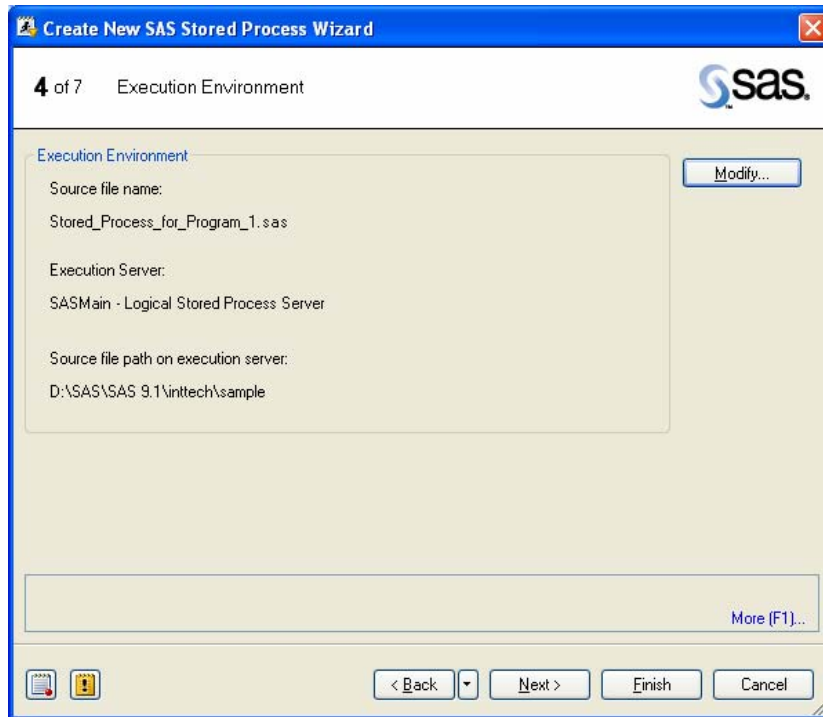 Create New SAS Stored Process Wizard
4 of 7 Execution Environment
sas.
Execution Environment
Modify...
Source file name:
Stored_Process_for_Program_1.sas
Execution Server:
SASMain - Logical Stored Process Server
Source file path on execution server:
D:\SAS\SAS 9.1\inttech\sample
More (F1)...
< Back
Next >
Finish
Cancel